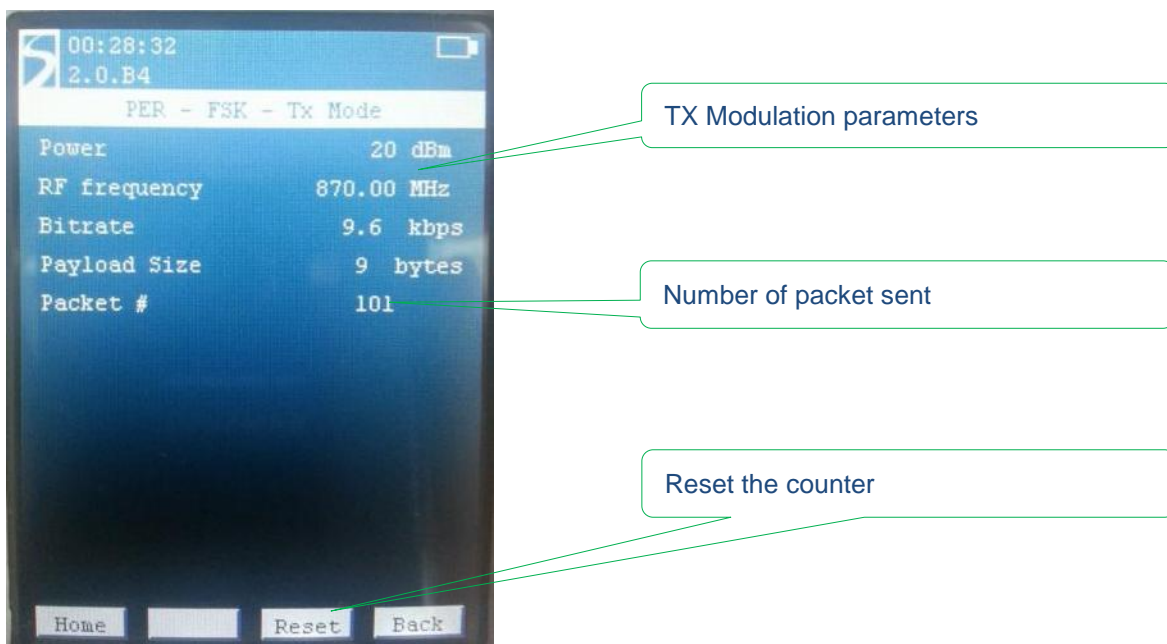 00:28:32
2.0.B4
PER - FSK - Tx Mode
Power 20 dBm
RF frequency 870.00 MHz
Bitrate 9.6 kbps
Payload Size 9 bytes
Packet # 101
Home Reset Back
TX Modulation parameters
Number of packet sent
Reset the counter